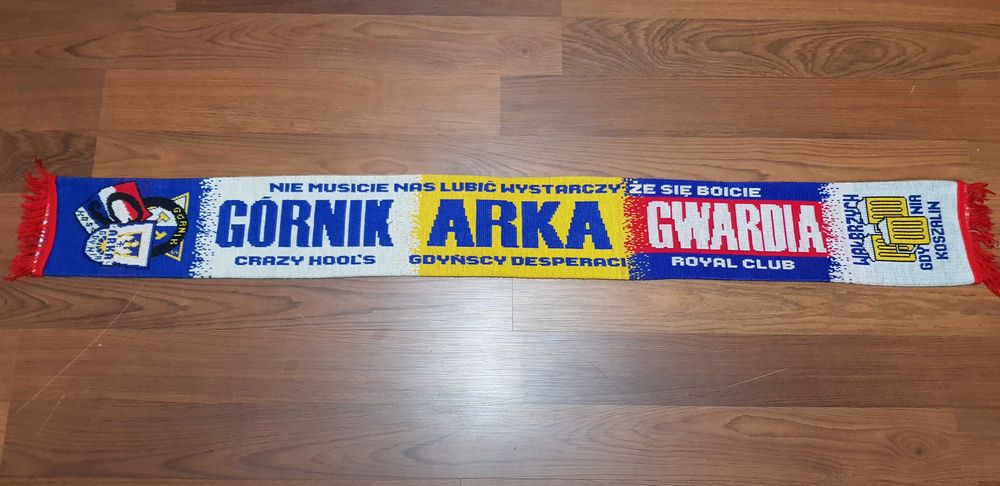 NIE MUSICIE NAS LUBIĆ WYSTARCZY ŻE SIĘ BOICIE
GÓRNIK ARKA GWARDIA
CRAZY HOOL'S GDYŃSCY DESPERACI ROYAL CLUB
WAŁBRZYCH
GDYNIA
KOSZALIN